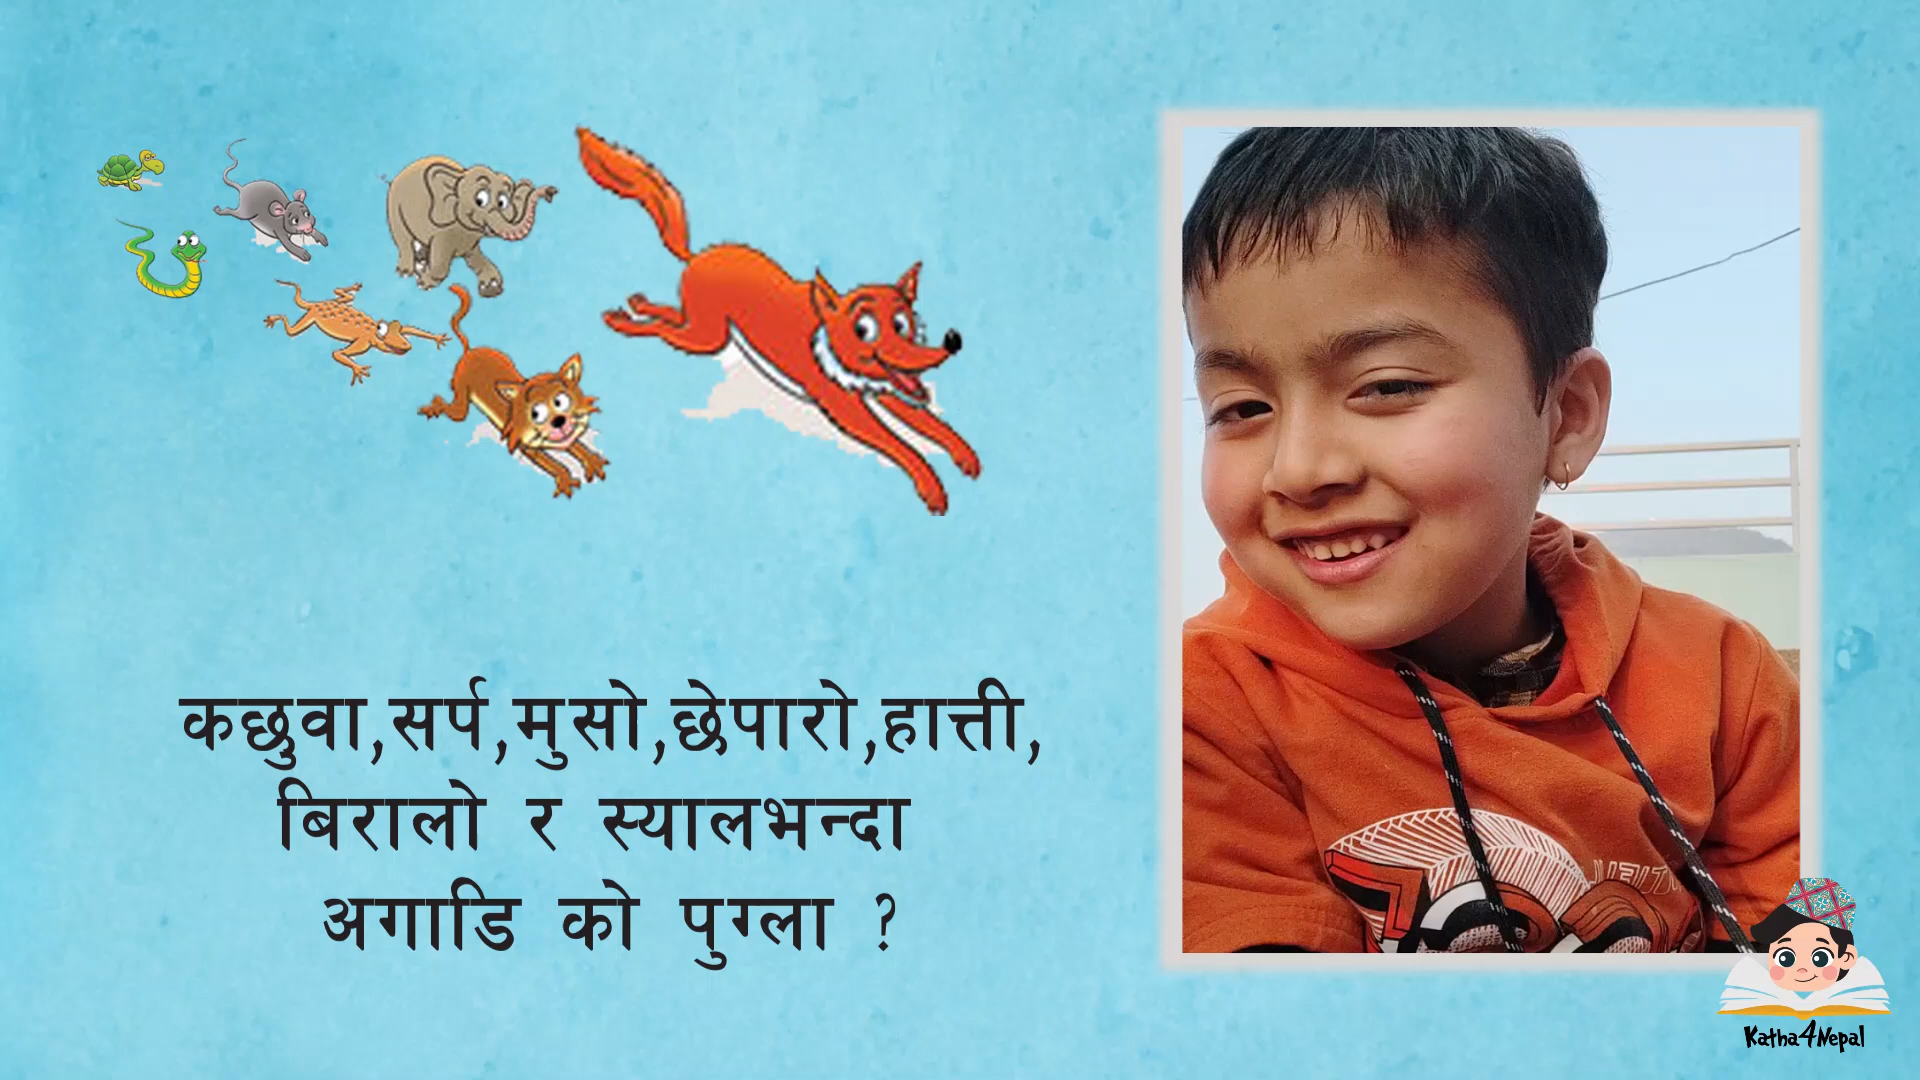 कछुवा,सर्प,मुसो,छेपारो,हात्ती,
बिरालो र स्यालभन्दा
अगाडि को पुग्ला ?
Katha4Nepal